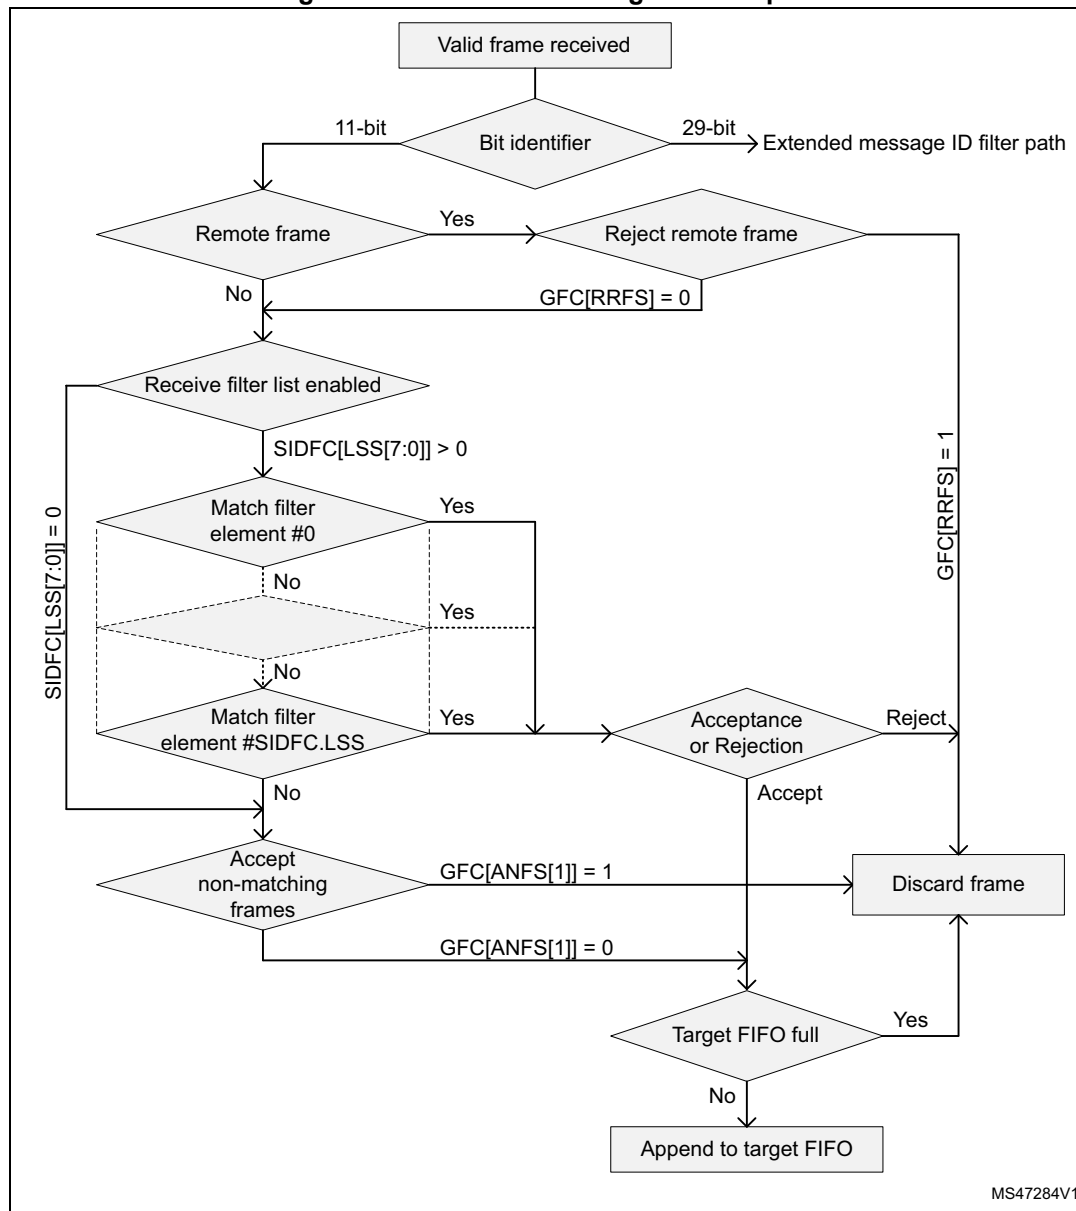 Valid frame received
11-bit
Bit identifier
29-bit
Extended message ID filter path
Remote frame
Yes
Reject remote frame
No
GFC[RRFS] = 0
Receive filter list enabled
SIDFC[LSS[7:0]] > 0
GFC[RRFS] = 1
SIDFC[LSS[7:0]] = 0
Match filter
element #0
Yes
No
Yes
No
Match filter
element #SIDFC.LSS
Yes
Acceptance
or Rejection
Reject
No
Accept
Accept
non-matching
frames
GFC[ANFS[1]] = 1
Discard frame
GFC[ANFS[1]] = 0
Target FIFO full
Yes
No
Append to target FIFO
MS47284V1